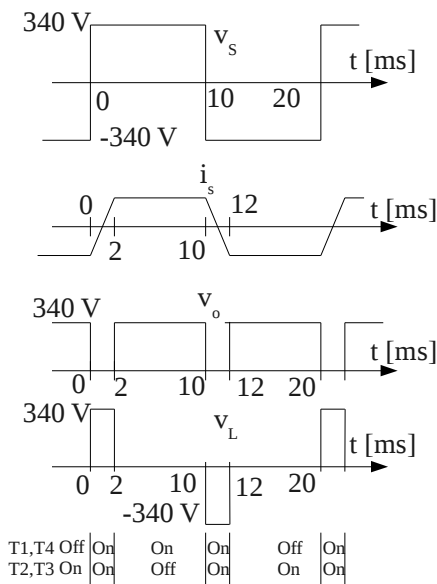 340 V
v_S
t [ms]
0 10 20
-340 V
i_s
0 12
t [ms]
2 10
v_o
340 V
t [ms]
0 2 10 12 20
340 V
v_L
t [ms]
0 2 10 12 20
-340 V
T1,T4 Off On On On Off On
T2,T3 On On Off On On On